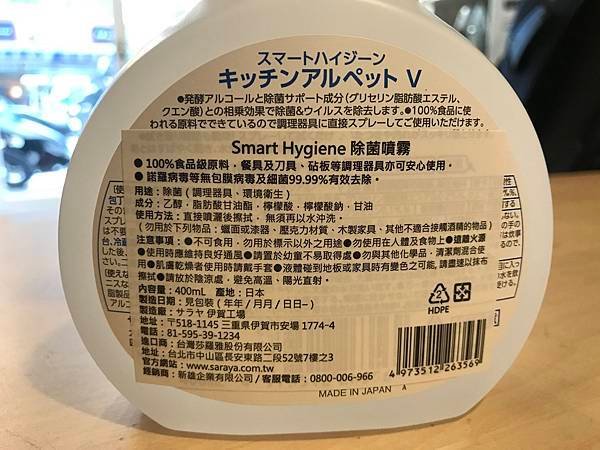 スマートハイジーン
キッチンアルペット V
●発酵アルコールと除菌サポート成分(グリセリン脂肪酸エステル、
クエン酸)との相乗効果で除菌&ウイルスを除去します。●100%食品に使
われる原料でできているので調理器具に直接スプレーしてご使用いただけます。
Smart Hygiene 除菌噴霧
●100%食品級原料，餐具及刀具、砧板等調理器具亦可安心使用。
●諾羅病毒等無包膜病毒及細菌99.99%有效去除。
用途：除菌（調理器具、環境衛生）
成分：乙醇，脂肪酸甘油酯，檸檬酸，檸檬酸鈉，甘油
使用方法：直接噴灑後擦拭，無須再以水沖洗。
（勿用於下列物品：蠟面或漆器、壓克力材質、木製家具、其他不適合接觸酒精的物品）
注意事項：●不可食用，勿用於標示以外之用途●勿使用在人體及食物上●遠離火源
●使用時應維持良好通風●請置於幼童不易取得處●勿與其他化學品、清潔劑混合使
用●肌膚乾燥者使用時請戴手套●液體碰到地板或家具時有變色之可能，請盡速以抹布
擦拭●請放於陰涼處，避免高溫、陽光直射。
內容量：400mL　產地：日本
製造日期：見包裝（年年／月月／日日─）
製造廠：サラヤ 伊賀工場
地址：〒518-1145 三重県伊賀市安場 1774-4
電話：81-595-39-1234
進口商：台灣莎羅雅股份有限公司
地址：台北市中山區長安東路二段52號7樓之3
官方網站：www.saraya.com.tw
經銷商：新雄企業有限公司／客服電話：0800-006-966
2
HDPE
4 973512 263569
MADE IN JAPAN A